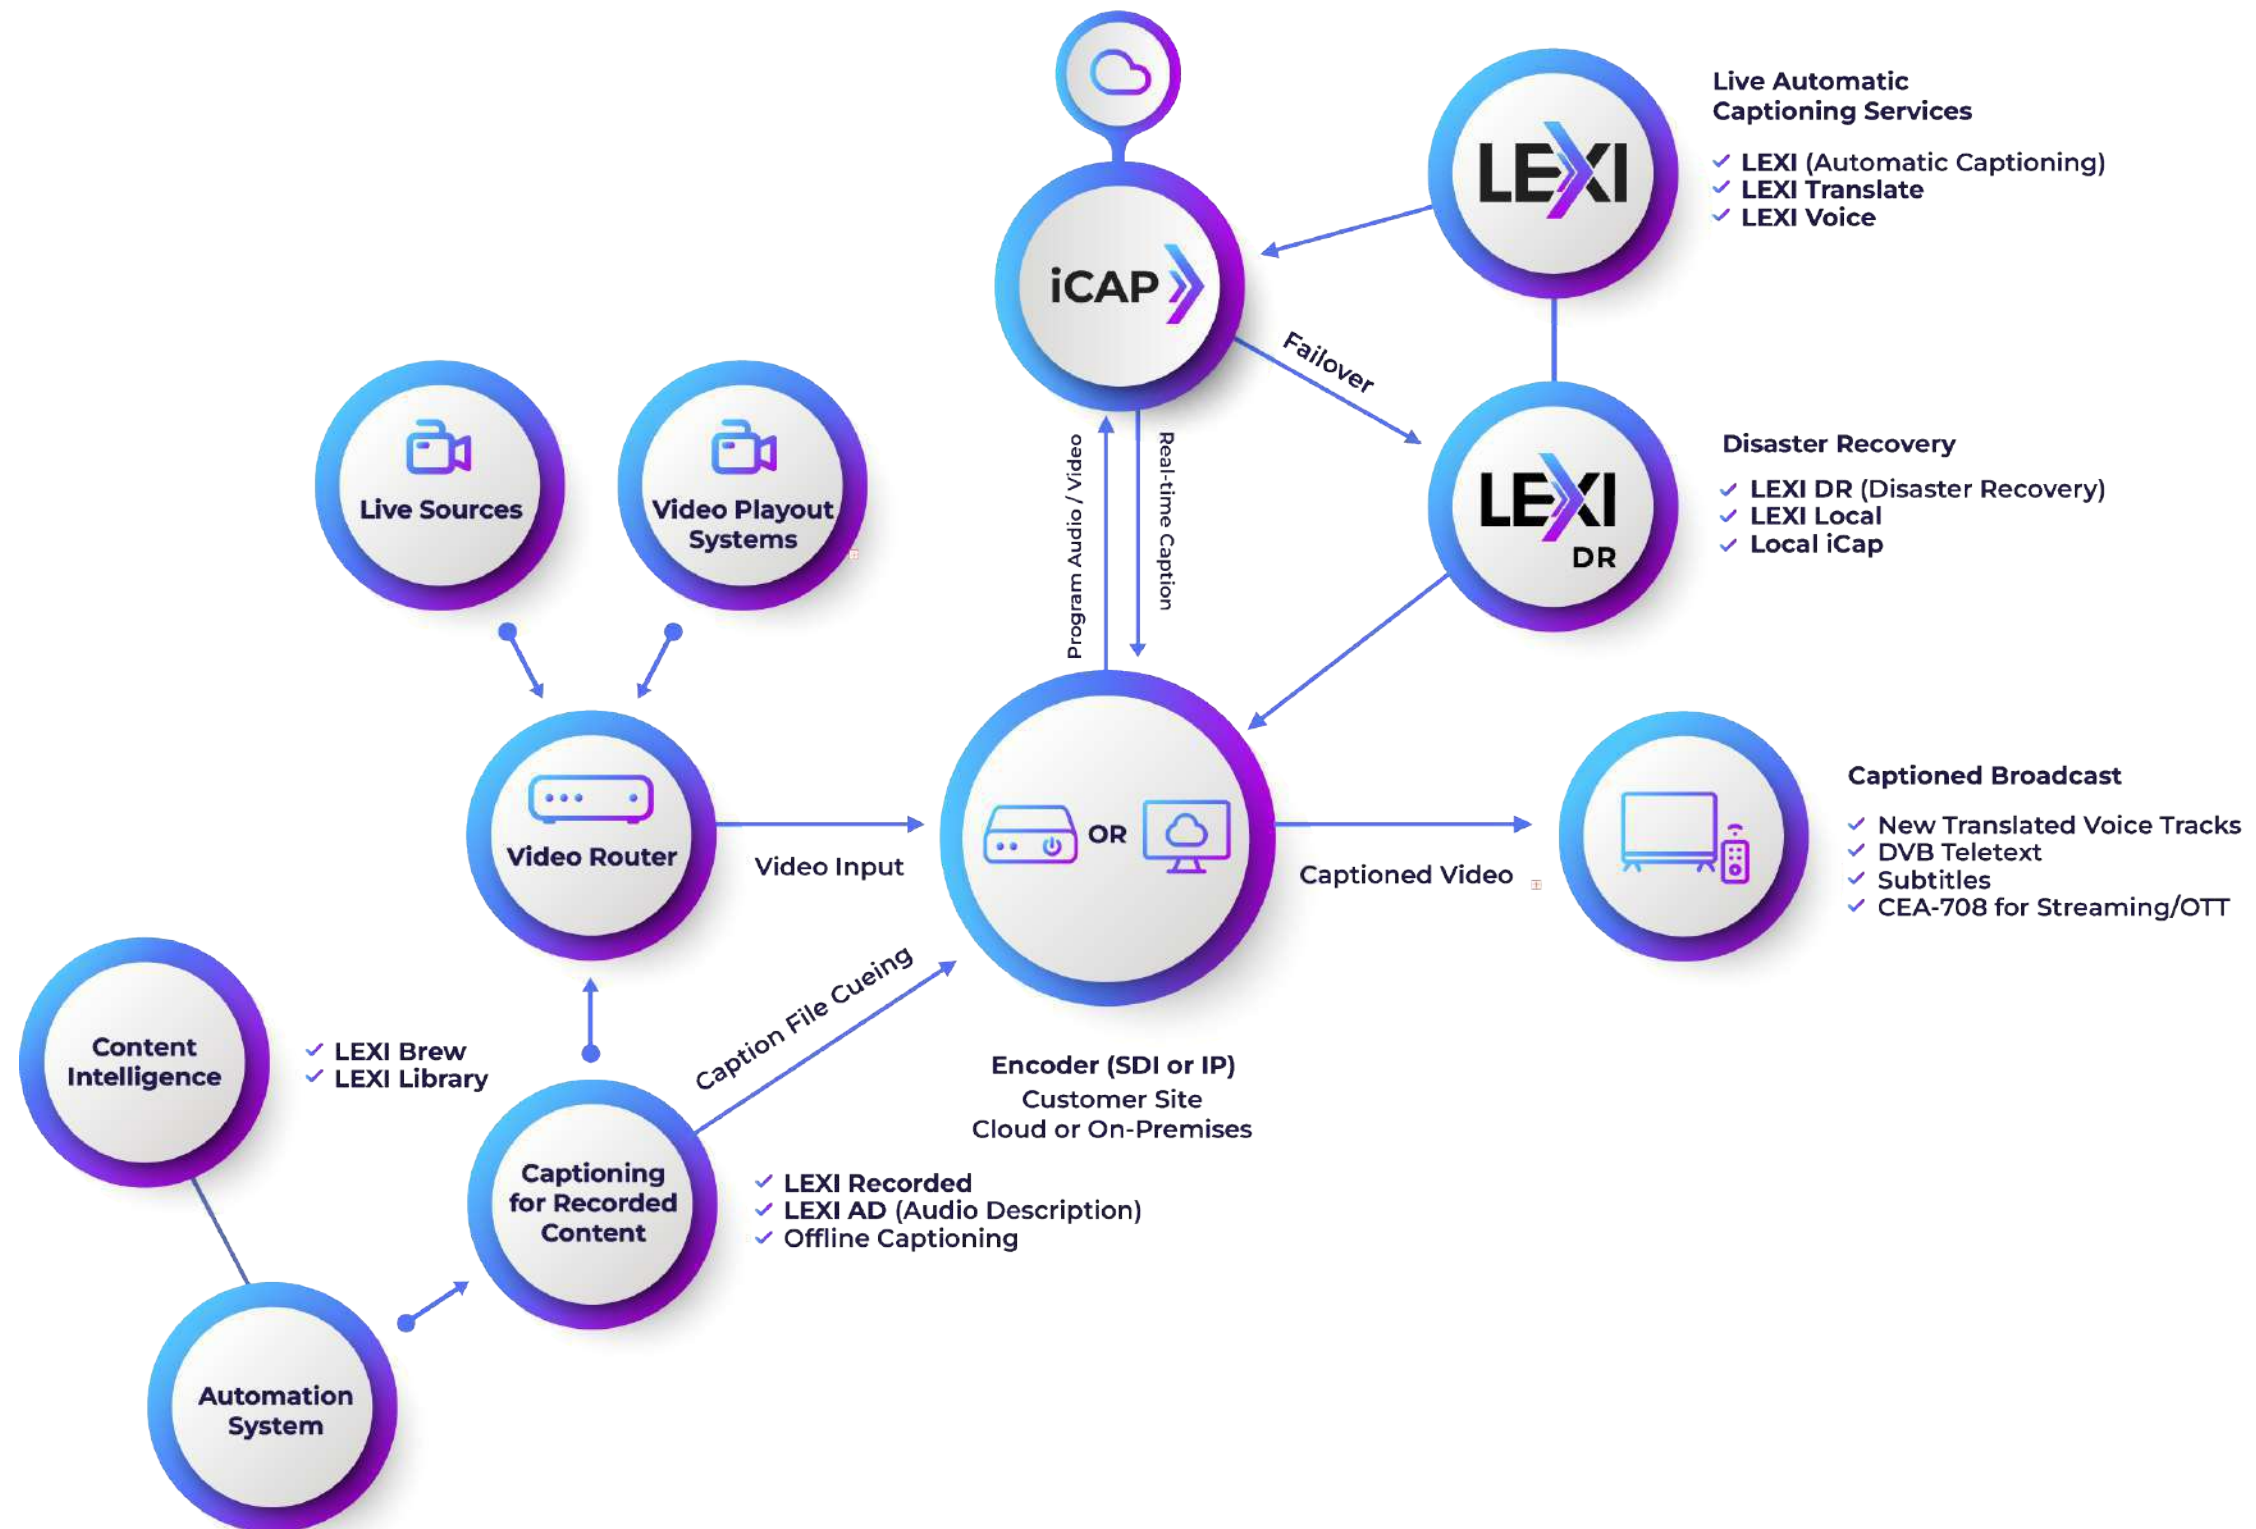 LEXI
Live Automatic
Captioning Services
LEXI (Automatic Captioning)
LEXI Translate
LEXI Voice
iCAP
Failover
LEXI
DR
Disaster Recovery
LEXI DR (Disaster Recovery)
LEXI Local
Local iCap
Program Audio / Video
Real-time Caption
Live Sources
Video Playout
Systems
Video Router
Video Input
OR
Encoder (SDI or IP)
Customer Site
Cloud or On-Premises
Captioned Video
Captioned Broadcast
New Translated Voice Tracks
DVB Teletext
Subtitles
CEA-708 for Streaming/OTT
Caption File Cueing
Content
Intelligence
LEXI Brew
LEXI Library
Captioning
for Recorded
Content
LEXI Recorded
LEXI AD (Audio Description)
Offline Captioning
Automation
System